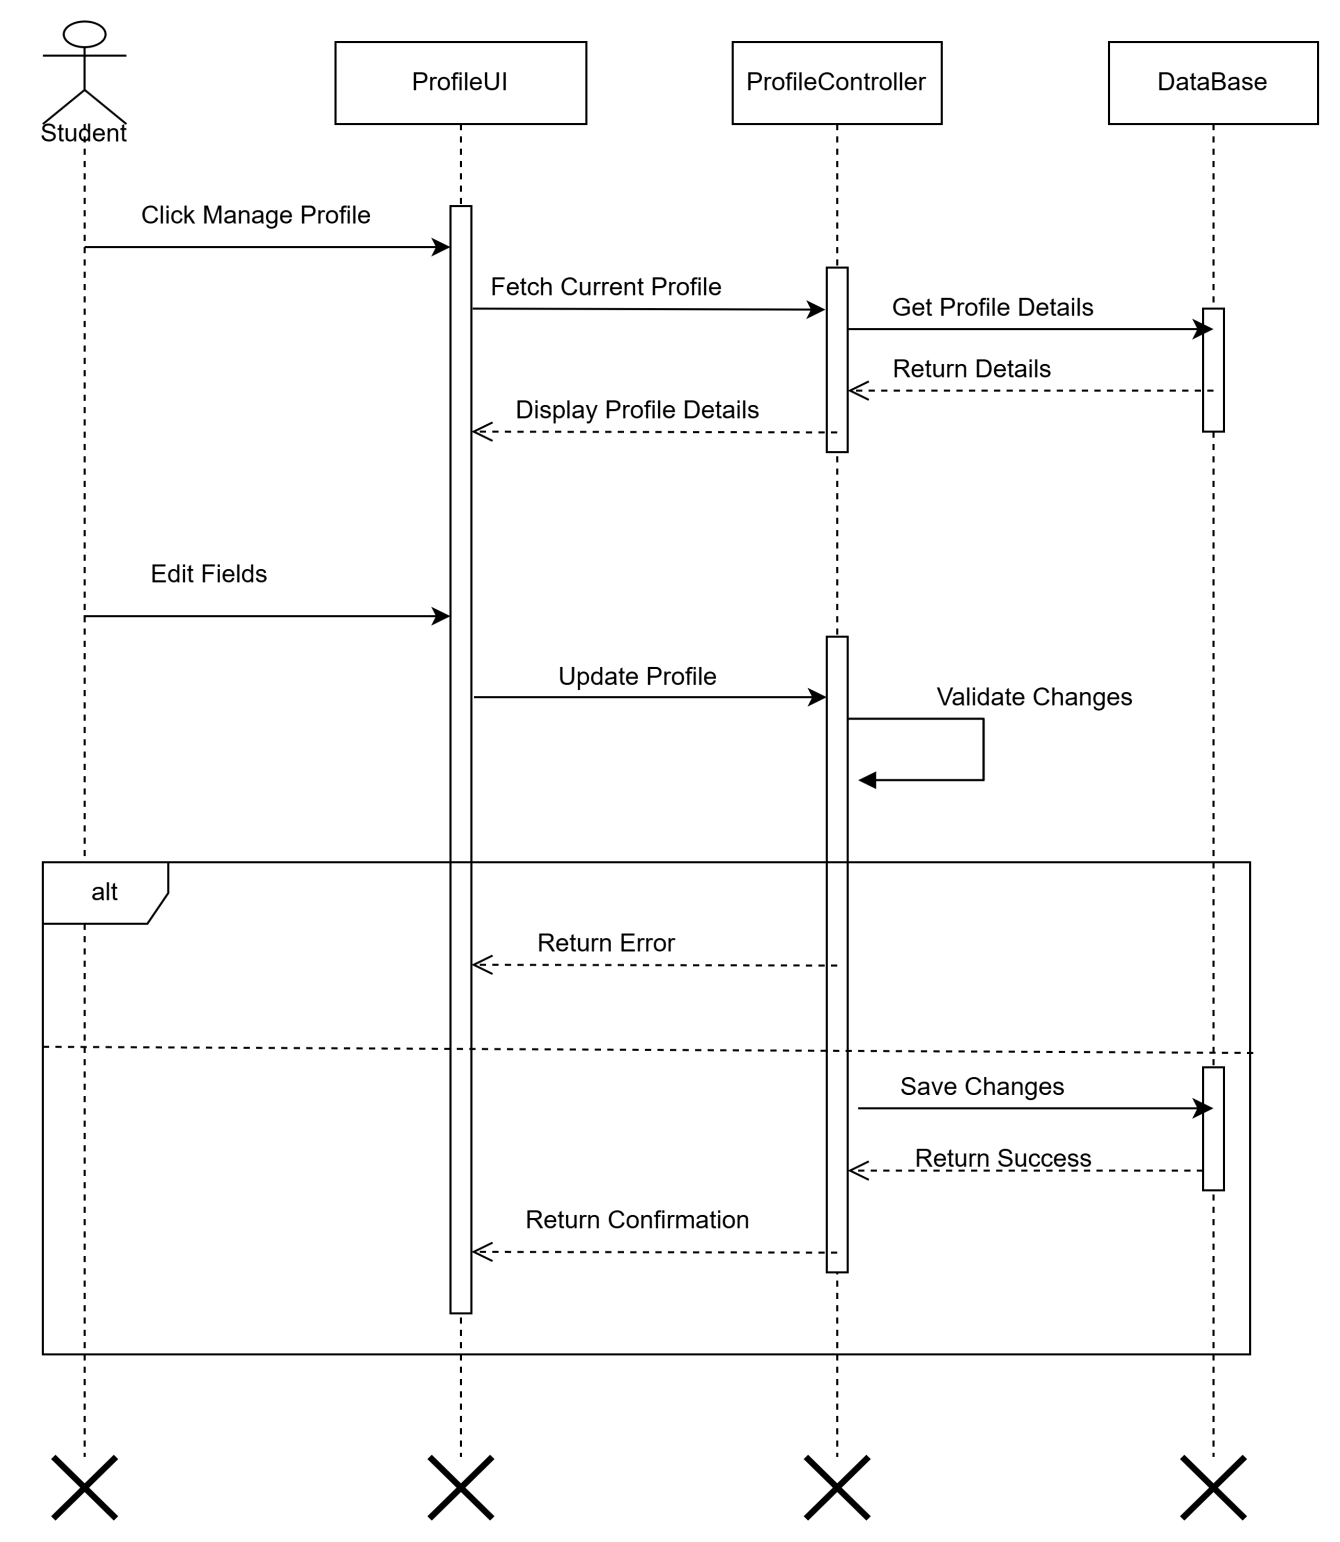 Student
ProfileUI
ProfileController
DataBase
Click Manage Profile
Fetch Current Profile
Get Profile Details
Return Details
Display Profile Details
Edit Fields
Update Profile
Validate Changes
alt
Return Error
Save Changes
Return Success
Return Confirmation